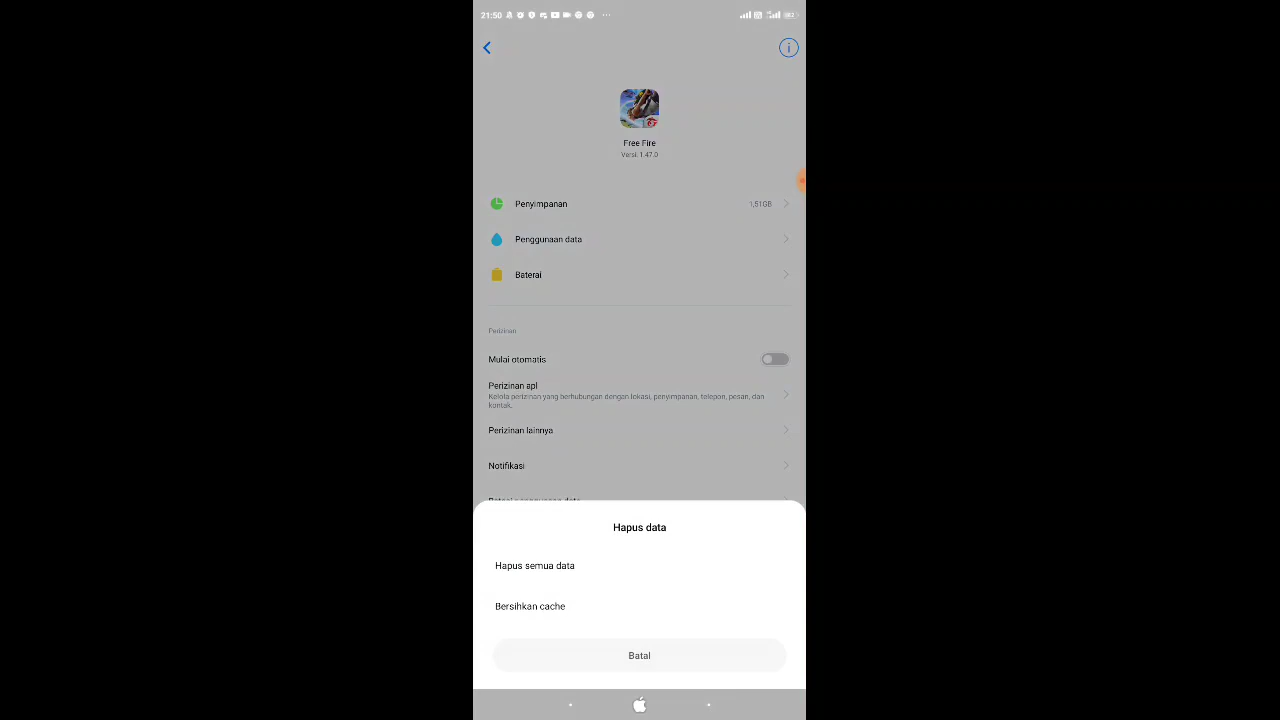 21:50
Free Fire
Versi: 1.47.0
Penyimpanan
1,51GB
Penggunaan data
Baterai
Perizinan
Mulai otomatis
Perizinan apl
Kelola perizinan yang berhubungan dengan lokasi, penyimpanan, telepon, pesan, dan
kontak.
Perizinan lainnya
Notifikasi
Hapus data
Hapus semua data
Bersihkan cache
Batal